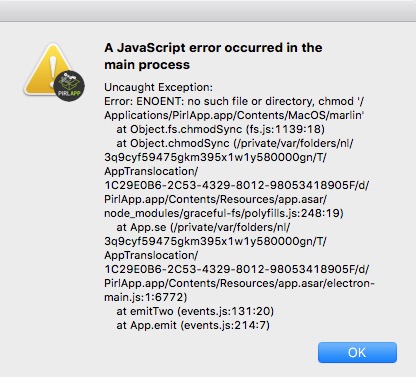 A JavaScript error occurred in the
main process
Uncaught Exception:
Error: ENOENT: no such file or directory, chmod '/
Applications/PirlApp.app/Contents/MacOS/marlin'
at Object.fs.chmodSync (fs.js:1139:18)
at Object.chmodSync (/private/var/folders/nl/
3q9cyf59475gkm395x1w1y580000gn/T/
AppTranslocation/
1C29E0B6-2C53-4329-8012-98053418905F/d/
PirlApp.app/Contents/Resources/app.asar/
node_modules/graceful-fs/polyfills.js:248:19)
at App.se (/private/var/folders/nl/
3q9cyf59475gkm395x1w1y580000gn/T/
AppTranslocation/
1C29E0B6-2C53-4329-8012-98053418905F/d/
PirlApp.app/Contents/Resources/app.asar/electron-
main.js:1:6772)
at emitTwo (events.js:131:20)
at App.emit (events.js:214:7)
PIRLAPP
OK